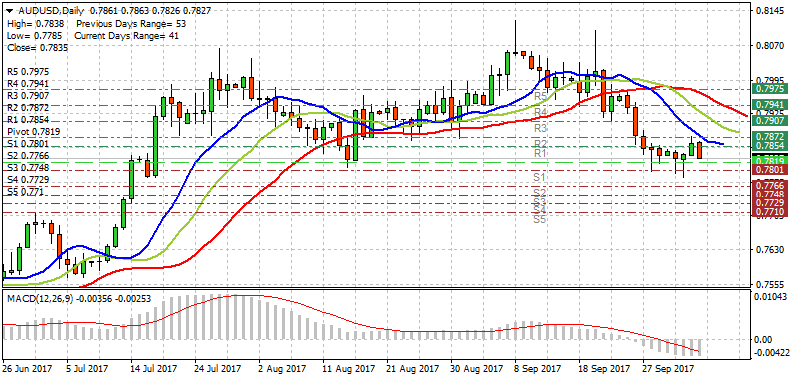 AUDUSD,Daily 0.7861 0.7863 0.7826 0.7827
High= 0.7838 Previous Days Range= 53
Low= 0.7785 Current Days Range= 41
Close= 0.7835
R5 0.7975
R4 0.7941
R3 0.7907
R2 0.7872
R1 0.7854
Pivot 0.7819
S1 0.7801
S2 0.7766
S3 0.7748
S4 0.7729
S5 0.771
R5
R4
R3
R2
R1
S1
S2
S3
S4
S5
0.8145
0.8070
0.7995
0.7975
0.7941
0.7907
0.7872
0.7854
0.7819
0.7801
0.7766
0.7748
0.7729
0.7710
0.7630
0.7555
MACD(12,26,9) -0.00356 -0.00253
0.01043
0.00
-0.00422
26 Jun 2017
5 Jul 2017
14 Jul 2017
24 Jul 2017
2 Aug 2017
11 Aug 2017
21 Aug 2017
30 Aug 2017
8 Sep 2017
18 Sep 2017
27 Sep 2017